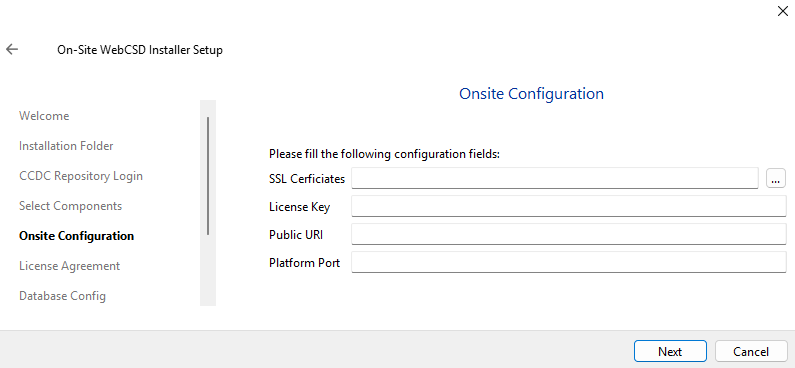 On-Site WebCSD Installer Setup
Onsite Configuration
Welcome
Installation Folder
CCDC Repository Login
Select Components
Onsite Configuration
License Agreement
Database Config
Please fill the following configuration fields:
SSL Cerficiates
...
License Key
Public URI
Platform Port
Next
Cancel